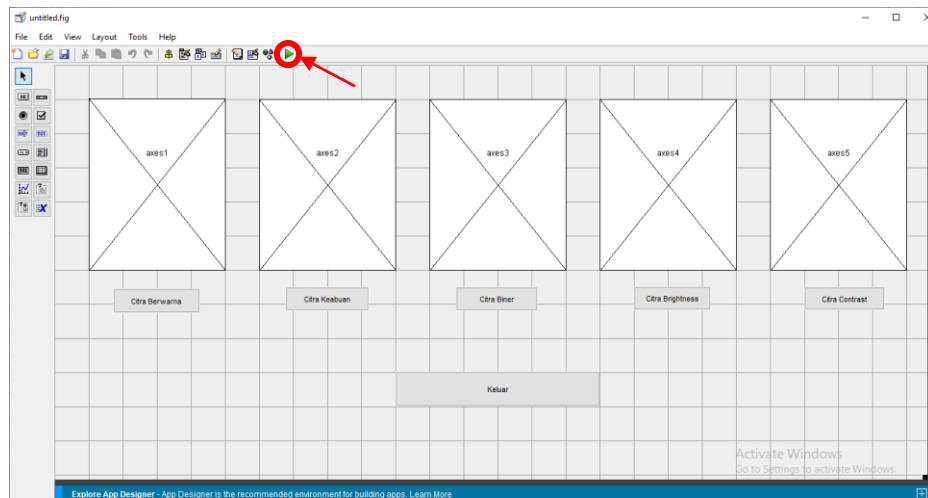 untitled.fig
File Edit View Layout Tools Help
axes1 axes2 axes3 axes4 axes5
Citra Berwarna Citra Keabuan Citra Biner Citra Brightness Citra Contrast
Keluar
Activate Windows
Go to Settings to activate Windows.
Explore App Designer - App Designer is the recommended environment for building apps. Learn More